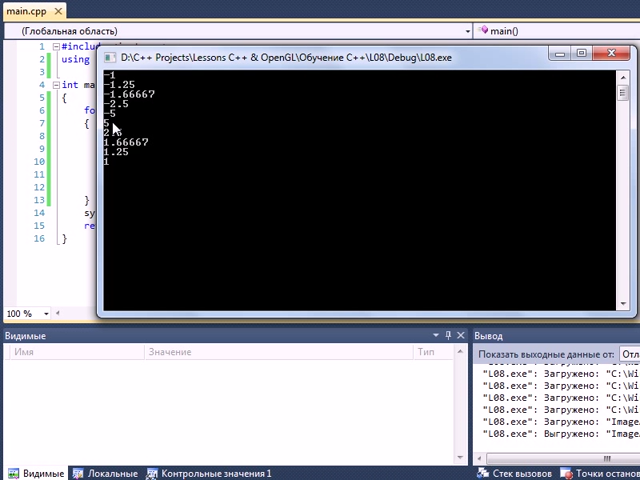 main.cpp
(Глобальная область)
main()
D:\C++ Projects\Lessons C++ & OpenGL\Обучение C++\L08\Debug\L08.exe
1
2
3
4
5
6
7
8
9
10
11
12
13
14
15
16
#include
using
int ma
{
fo
{
}
sy
re
}
-1
-1.25
-1.66667
-2.5
-5
5
2.5
1.66667
1.25
1
100 %
Видимые
Имя Значение Тип
Вывод
Показать выходные данные от: Отл
"L08.exe": Загружено: "C:\Wi
"L08.exe": Загружено: "C:\Wi
"L08.exe": Загружено: "C:\Wi
"L08.exe": Загружено: "C:\Wi
"L08.exe": Загружено: "Image
"L08.exe": Выгружено: "Image
Видимые Локальные Контрольные значения 1
Стек вызовов Точки останов